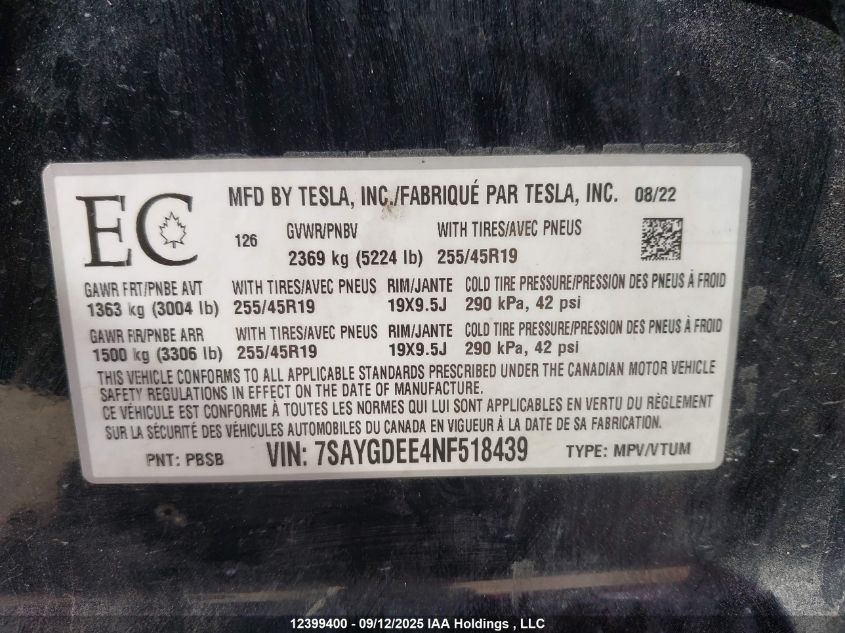 EC
MFD BY TESLA, INC./FABRIQUÉ PAR TESLA, INC. 08/22
126 GVWR/PNBV WITH TIRES/AVEC PNEUS
2369 kg (5224 lb) 255/45R19
GAWR FRT/PNBE AVT WITH TIRES/AVEC PNEUS RIM/JANTE COLD TIRE PRESSURE/PRESSION DES PNEUS À FROID
1363 kg (3004 lb) 255/45R19 19X9.5J 290 kPa, 42 psi
GAWR RR/PNBE ARR WITH TIRES/AVEC PNEUS RIM/JANTE COLD TIRE PRESSURE/PRESSION DES PNEUS À FROID
1500 kg (3306 lb) 255/45R19 19X9.5J 290 kPa, 42 psi
THIS VEHICLE CONFORMS TO ALL APPLICABLE STANDARDS PRESCRIBED UNDER THE CANADIAN MOTOR VEHICLE
SAFETY REGULATIONS IN EFFECT ON THE DATE OF MANUFACTURE.
CE VÉHICULE EST CONFORME À TOUTES LES NORMES QUI LUI SONT APPLICABLES EN VERTU DU RÈGLEMENT
SUR LA SÉCURITÉ DES VÉHICULES AUTOMOBILES DU CANADA EN VIGUEUR À LA DATE DE SA FABRICATION.
PNT: PBSB VIN: 7SAYGDEE4NF518439 TYPE: MPV/VTUM
12399400 - 09/12/2025 IAA Holdings , LLC